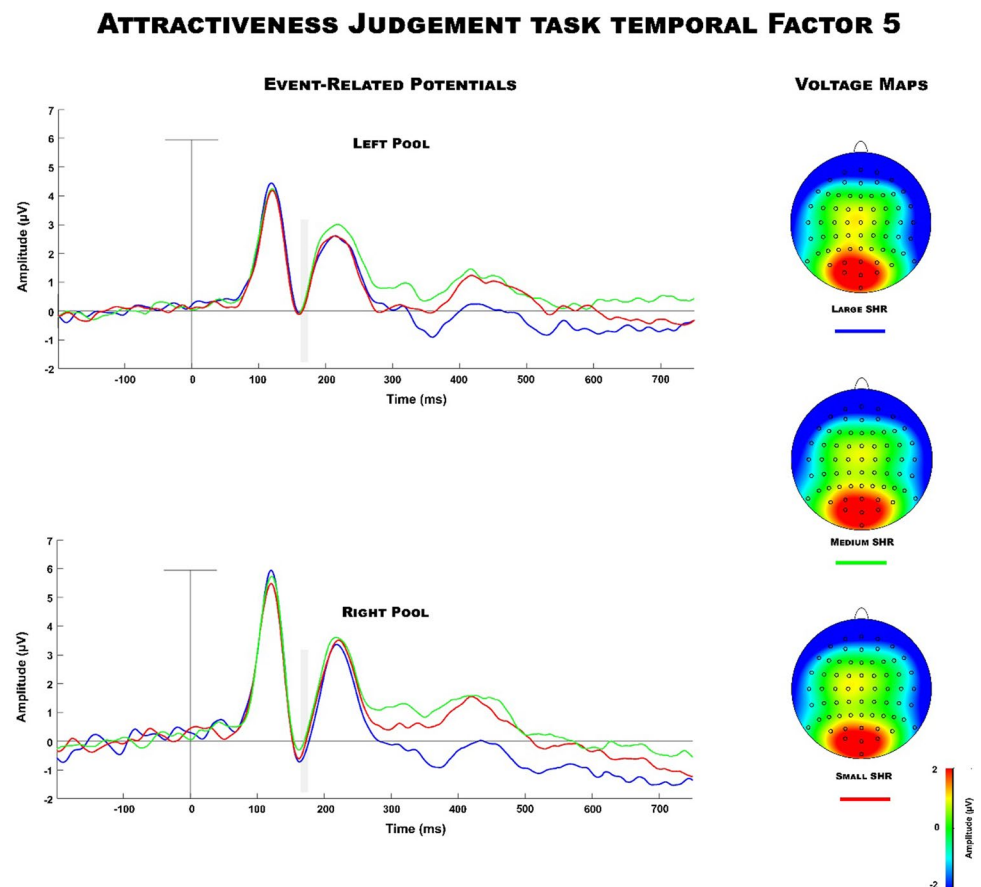 Attractiveness Judgement task temporal Factor 5
Event-Related Potentials
Voltage Maps
Left Pool
7
6
5
4
3
2
1
0
-1
-2
Amplitude (µV)
-100 0 100 200 300 400 500 600 700
Time (ms)
Large SHR
Medium SHR
Right Pool
7
6
5
4
3
2
1
0
-1
-2
Amplitude (µV)
-100 0 100 200 300 400 500 600 700
Time (ms)
Small SHR
2
0
-2
Amplitude (µV)